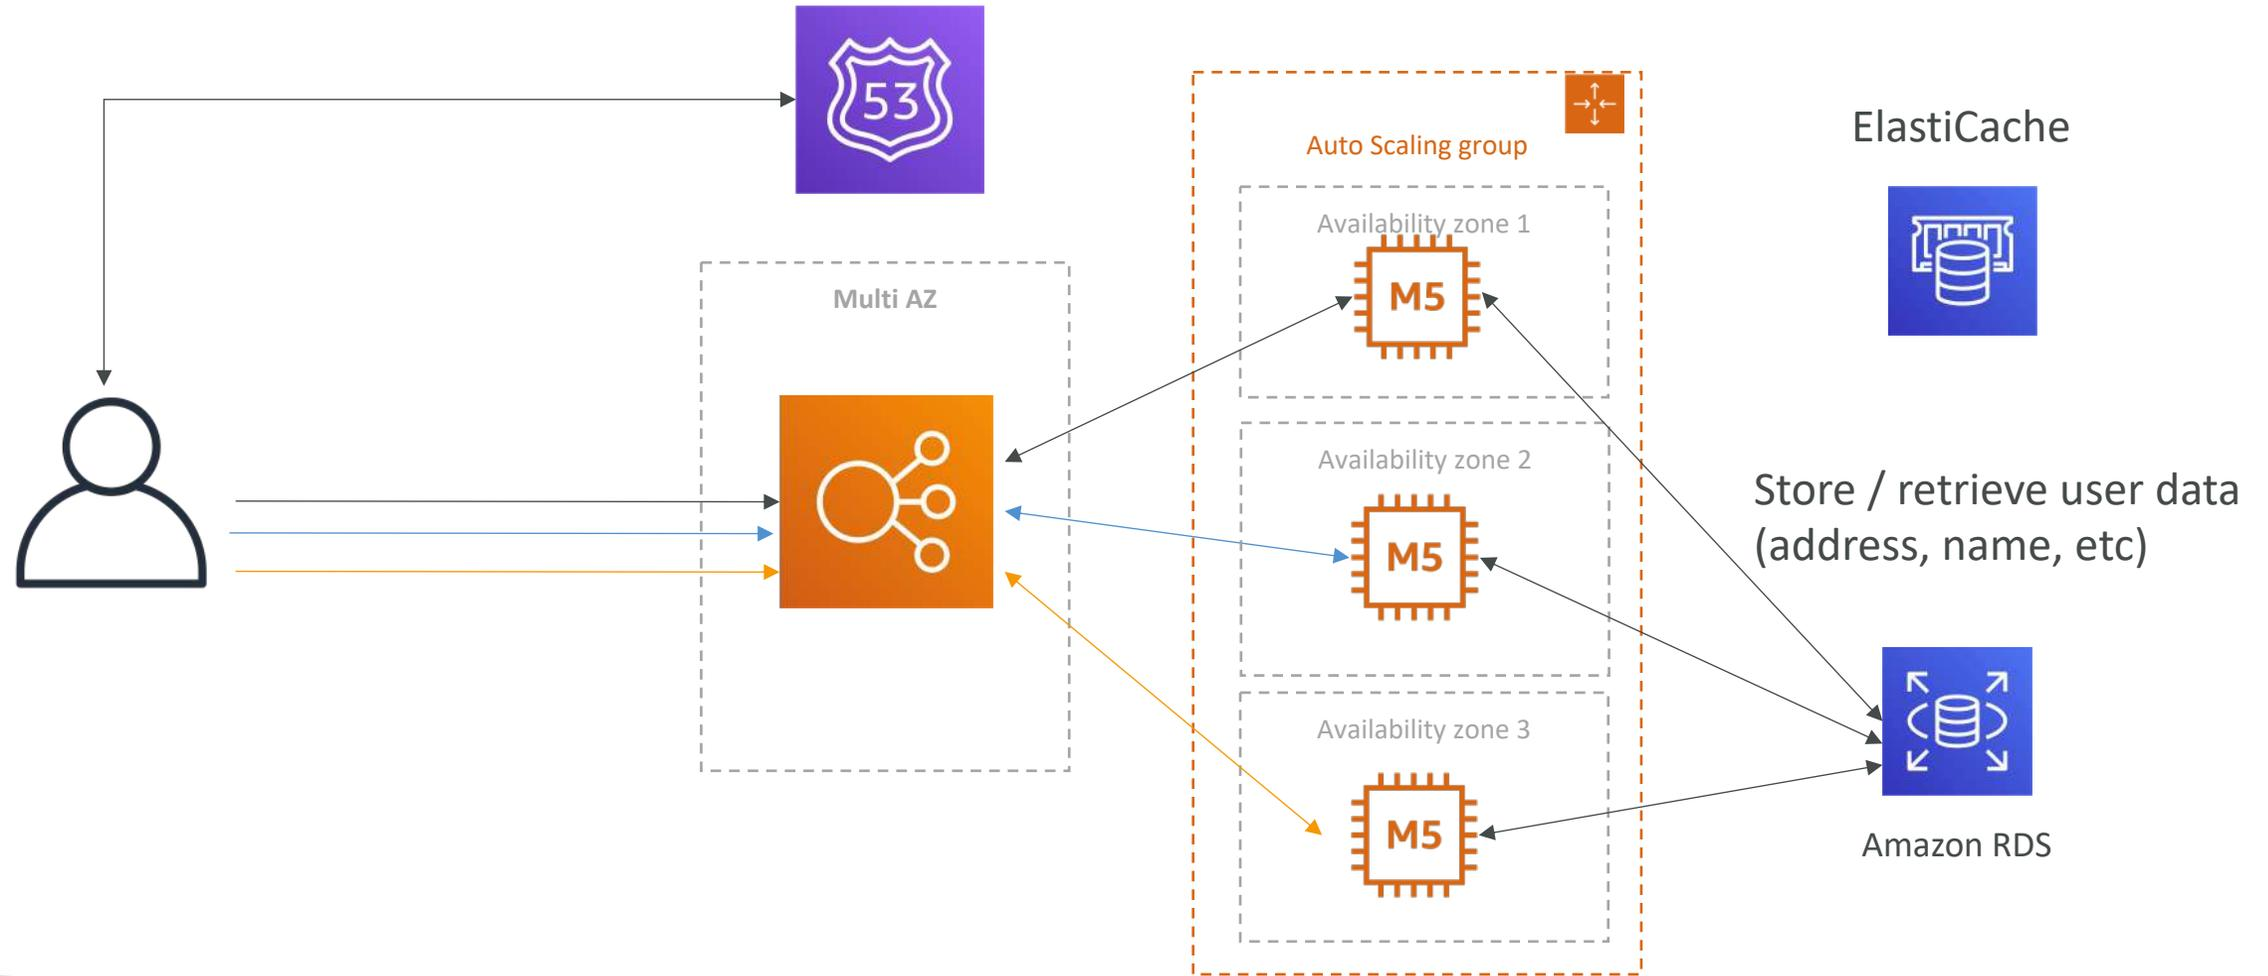 53
Auto Scaling group
ElastiCache
Availability zone 1
M5
Multi AZ
Availability zone 2
M5
Store / retrieve user data
(address, name, etc)
Availability zone 3
M5
Amazon RDS